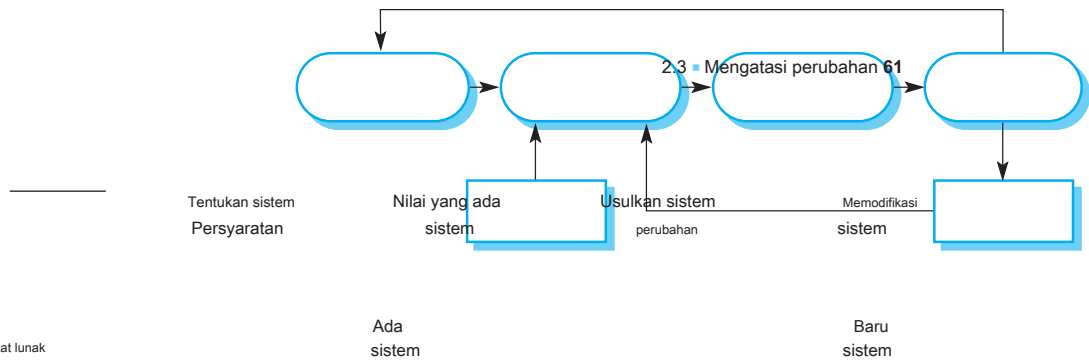 2.3 ▪ Mengatasi perubahan 61
Tentukan sistem
Persyaratan
Nilai yang ada
sistem
Usulkan sistem
perubahan
Memodifikasi
sistem
Ada
sistem
Baru
sistem
at lunak